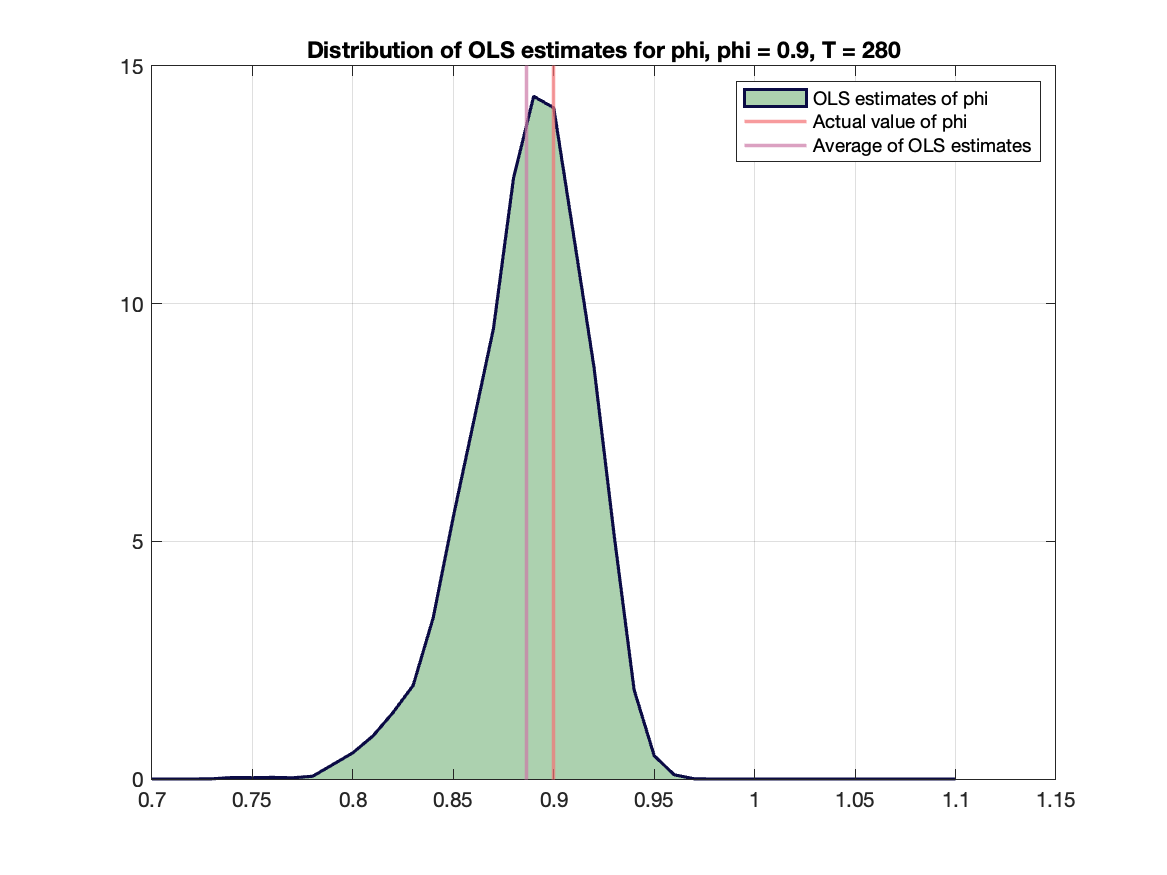 Distribution of OLS estimates for phi, phi = 0.9, T = 280
15
OLS estimates of phi
Actual value of phi
Average of OLS estimates
10
5
0
0.7 0.75 0.8 0.85 0.9 0.95 1 1.05 1.1 1.15